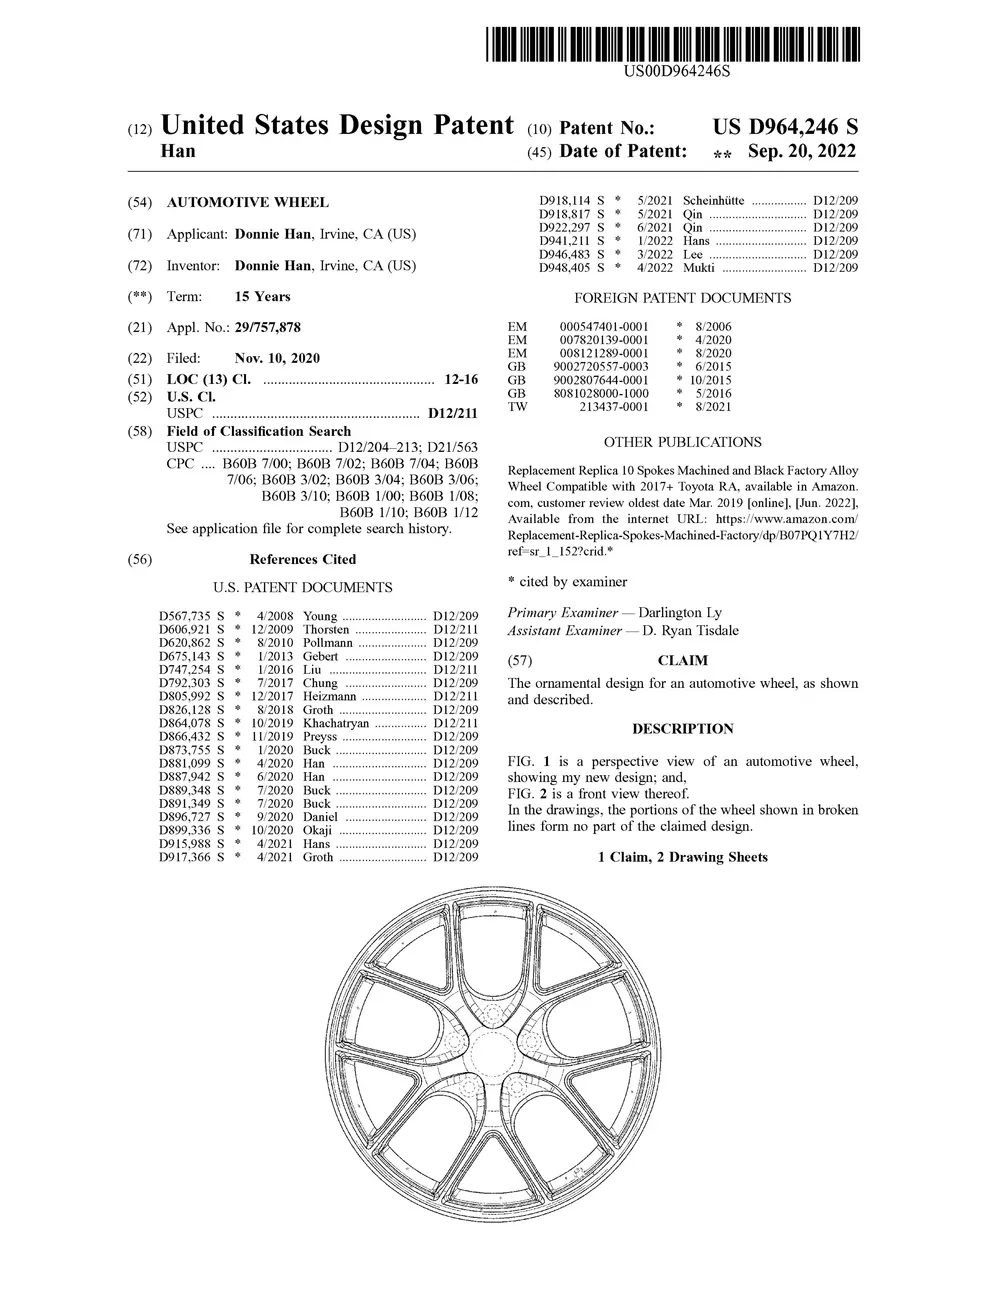 US00D964246S
(12) United States Design Patent
Han
(10) Patent No.: US D964,246 S
(45) Date of Patent: ** Sep. 20, 2022
(54) AUTOMOTIVE WHEEL
(71) Applicant: Donnie Han, Irvine, CA (US)
(72) Inventor: Donnie Han, Irvine, CA (US)
(**) Term: 15 Years
(21) Appl. No.: 29/757,878
(22) Filed: Nov. 10, 2020
(51) LOC (13) Cl. .............................................. 12-16
(52) U.S. Cl.
USPC ........................................................ D12/211
(58) Field of Classification Search
USPC ................................ D12/204–213; D21/563
CPC .... B60B 7/00; B60B 7/02; B60B 7/04; B60B
7/06; B60B 3/02; B60B 3/04; B60B 3/06;
B60B 3/10; B60B 1/00; B60B 1/08;
B60B 1/10; B60B 1/12
See application file for complete search history.
(56) References Cited
U.S. PATENT DOCUMENTS
D567,735 S * 4/2008 Young .......................... D12/209
D606,921 S * 12/2009 Thorsten ...................... D12/211
D620,862 S * 8/2010 Pollmann ..................... D12/209
D675,143 S * 1/2013 Gebert ......................... D12/209
D747,254 S * 1/2016 Liu .............................. D12/211
D792,303 S * 7/2017 Chung ......................... D12/209
D805,992 S * 12/2017 Heizmann .................... D12/211
D826,128 S * 8/2018 Groth ........................... D12/209
D864,078 S * 10/2019 Khachatryan ................ D12/211
D866,432 S * 11/2019 Preyss .......................... D12/209
D873,755 S * 1/2020 Buck ............................ D12/209
D881,099 S * 4/2020 Han ............................. D12/209
D887,942 S * 6/2020 Han ............................. D12/209
D889,348 S * 7/2020 Buck ............................ D12/209
D891,349 S * 7/2020 Buck ............................ D12/209
D896,727 S * 9/2020 Daniel ......................... D12/209
D899,336 S * 10/2020 Okaji ........................... D12/209
D915,988 S * 4/2021 Hans ............................ D12/209
D917,366 S * 4/2021 Groth ........................... D12/209
D918,114 S * 5/2021 Scheinhütte ................. D12/209
D918,817 S * 5/2021 Qin .............................. D12/209
D922,297 S * 6/2021 Qin .............................. D12/209
D941,211 S * 1/2022 Hans ............................ D12/209
D946,483 S * 3/2022 Lee .............................. D12/209
D948,405 S * 4/2022 Mukti .......................... D12/209
FOREIGN PATENT DOCUMENTS
EM 000547401-0001 * 8/2006
EM 007820139-0001 * 4/2020
EM 008121289-0001 * 8/2020
GB 9002720557-0003 * 6/2015
GB 9002807644-0001 * 10/2015
GB 8081028000-1000 * 5/2016
TW 213437-0001 * 8/2021
OTHER PUBLICATIONS
Replacement Replica 10 Spokes Machined and Black Factory Alloy
Wheel Compatible with 2017+ Toyota RA, available in Amazon.
com, customer review oldest date Mar. 2019 [online], [Jun. 2022],
Available from the internet URL: https://www.amazon.com/
Replacement-Replica-Spokes-Machined-Factory/dp/B07PQ1Y7H2/
ref=sr_1_152?crid.*
* cited by examiner
Primary Examiner — Darlington Ly
Assistant Examiner — D. Ryan Tisdale
(57) CLAIM
The ornamental design for an automotive wheel, as shown
and described.
DESCRIPTION
FIG. 1 is a perspective view of an automotive wheel,
showing my new design; and,
FIG. 2 is a front view thereof.
In the drawings, the portions of the wheel shown in broken
lines form no part of the claimed design.
1 Claim, 2 Drawing Sheets